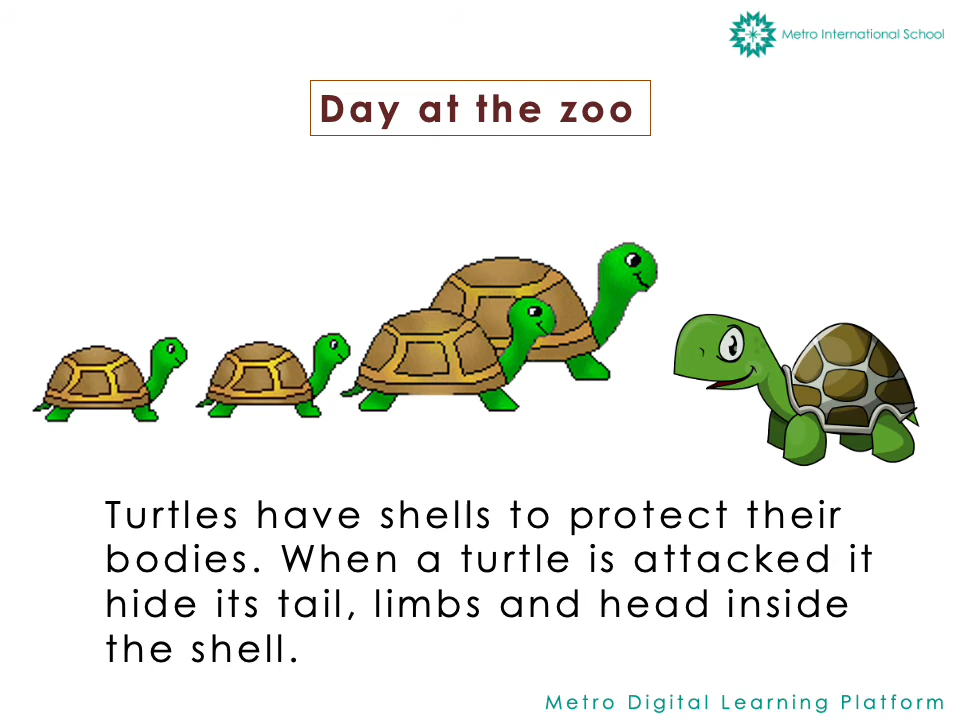 Metro International School
Day at the zoo
Turtles have shells to protect their
bodies. When a turtle is attacked it
hide its tail, limbs and head inside
the shell.
Metro Digital Learning Platform